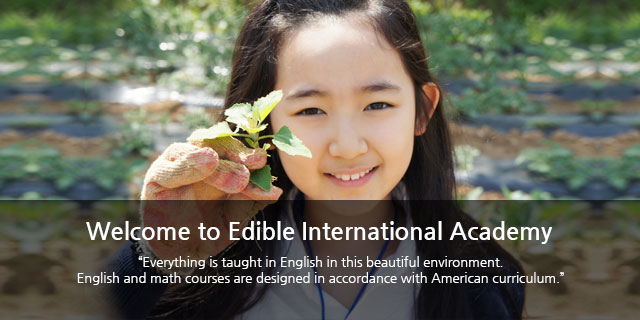 Welcome to Edible International Academy
“Everything is taught in English in this beautiful environment.
English and math courses are designed in accordance with American curriculum.”